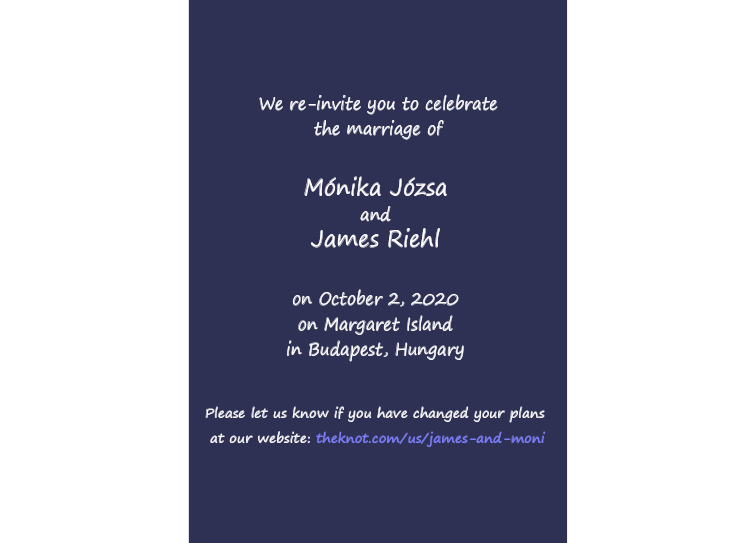 We re-invite you to celebrate
the marriage of
Mónika Józsa
and
James Riehl
on October 2, 2020
on Margaret Island
in Budapest, Hungary
Please let us know if you have changed your plans
at our website: theknot.com/us/james-and-moni